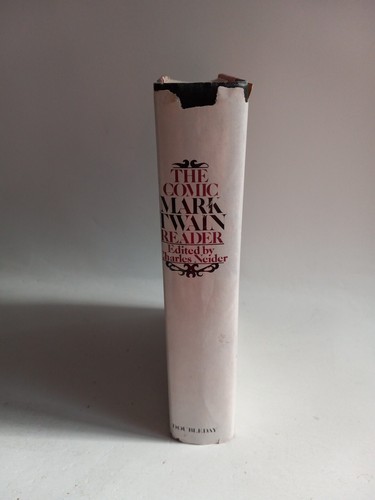 THE
COMIC
MARK
TWAIN
READER
Edited by
Charles Neider
DOUBLEDAY